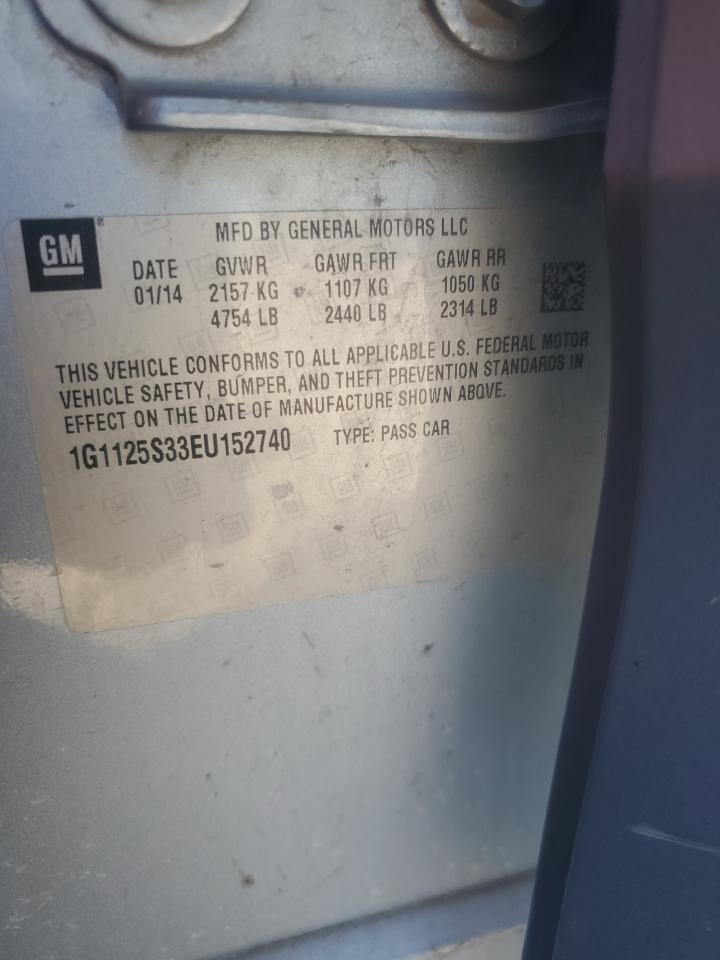 GM
MFD BY GENERAL MOTORS LLC
DATE GVWR GAWR FRT GAWR RR
01/14 2157 KG 1107 KG 1050 KG
4754 LB 2440 LB 2314 LB
THIS VEHICLE CONFORMS TO ALL APPLICABLE U.S. FEDERAL MOTOR
VEHICLE SAFETY, BUMPER, AND THEFT PREVENTION STANDARDS IN
EFFECT ON THE DATE OF MANUFACTURE SHOWN ABOVE.
1G1125S33EU152740 TYPE: PASS CAR